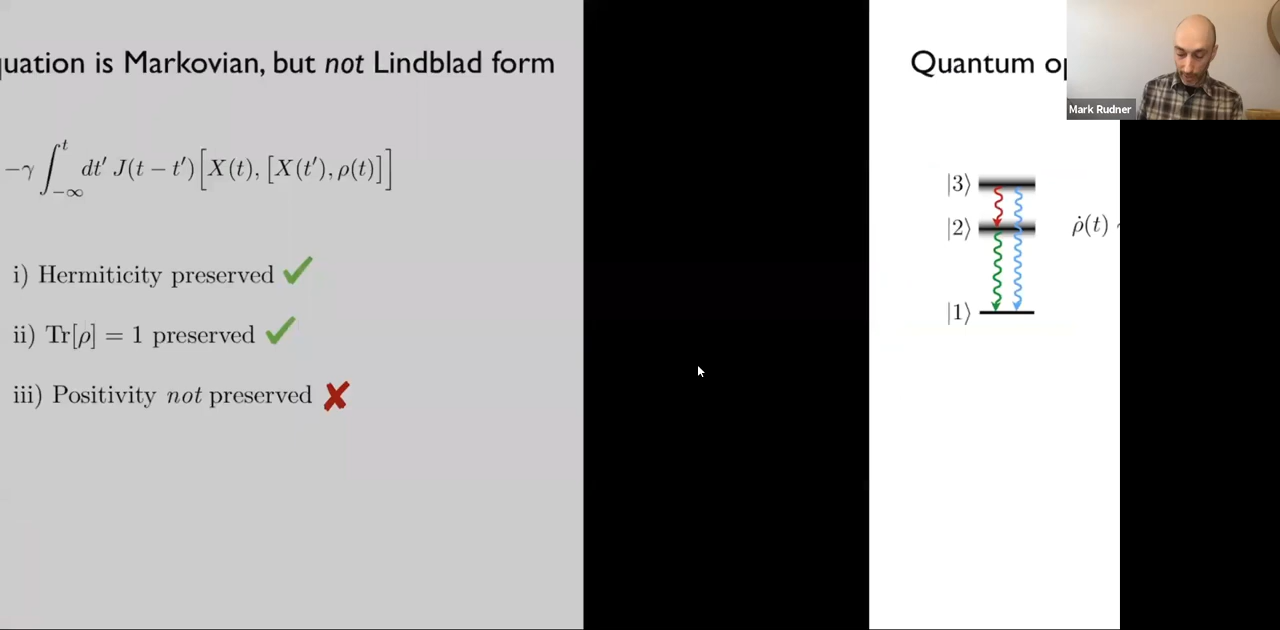 uation is Markovian, but not Lindblad form
−γ ∫_{−∞}^{t} dt′ J(t − t′)[X(t), [X(t′), ρ(t)]]
i) Hermiticity preserved ✓
ii) Tr[ρ] = 1 preserved ✓
iii) Positivity not preserved ✗
Quantum op
|3⟩
|2⟩
ρ̇(t)
|1⟩
Mark Rudner